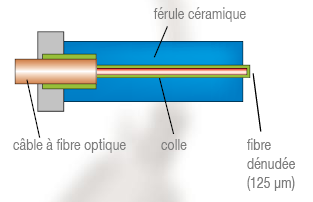 férule céramique
câble à fibre optique
colle
fibre
dénudée
(125 µm)